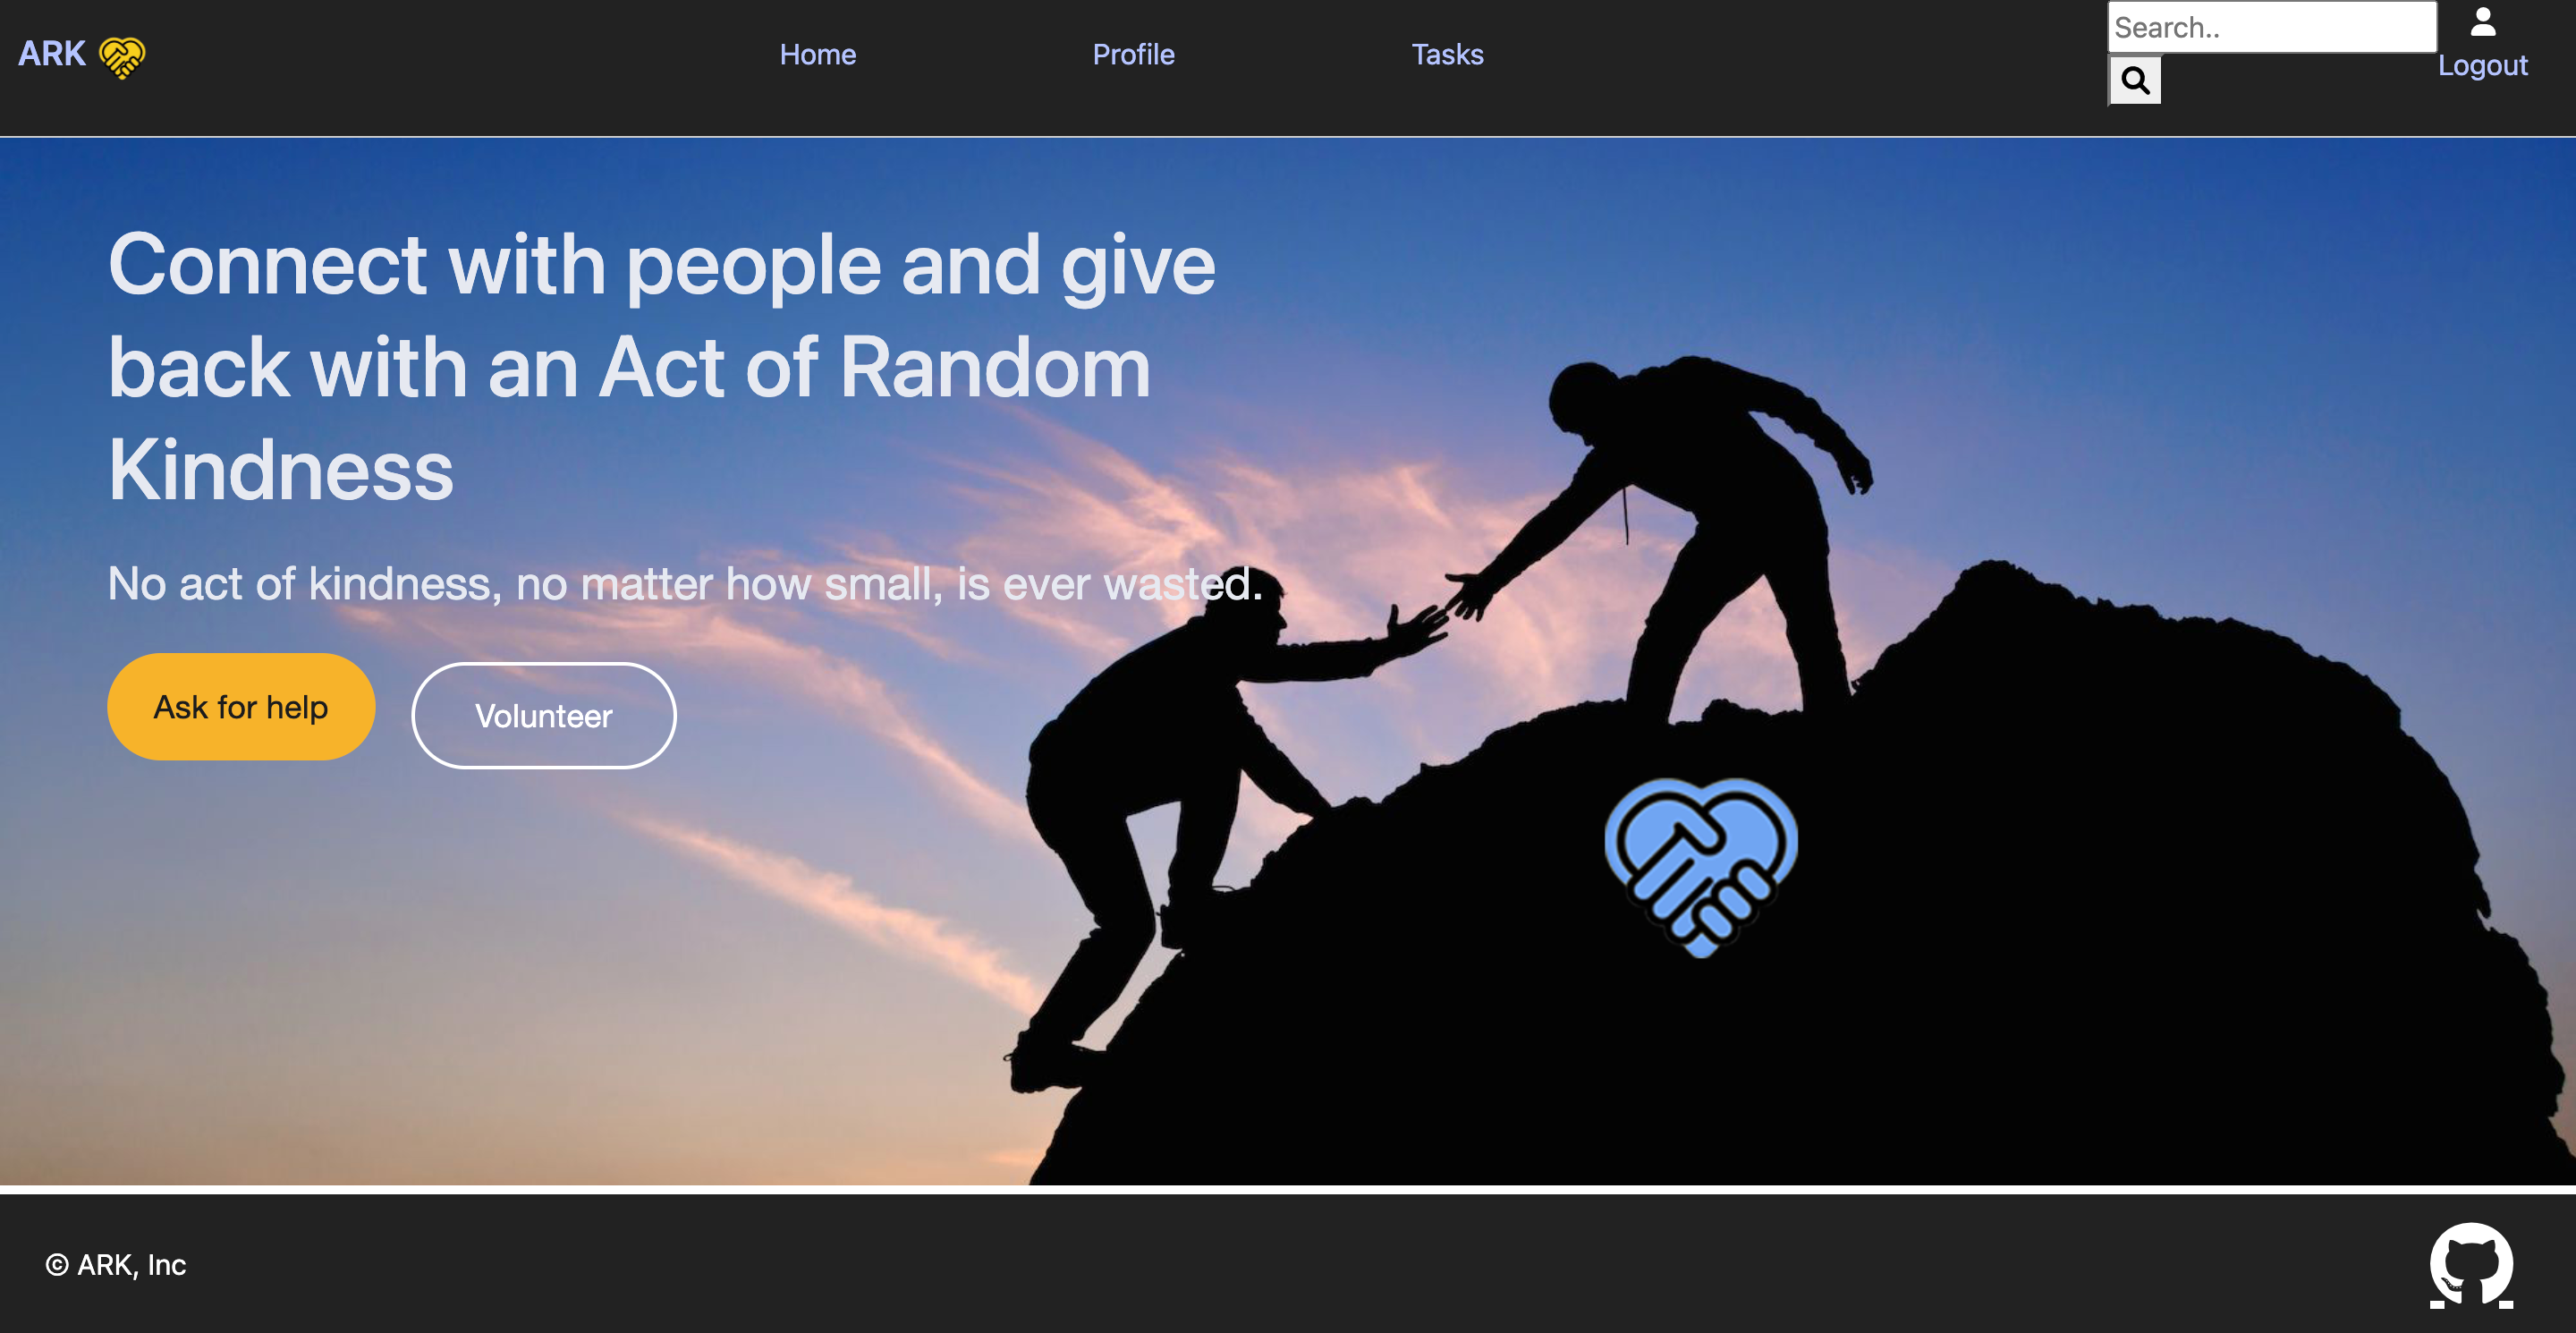 ARK
Home
Profile
Tasks
Search..
Logout
Connect with people and give
back with an Act of Random
Kindness
No act of kindness, no matter how small, is ever wasted.
Ask for help
Volunteer
© ARK, Inc